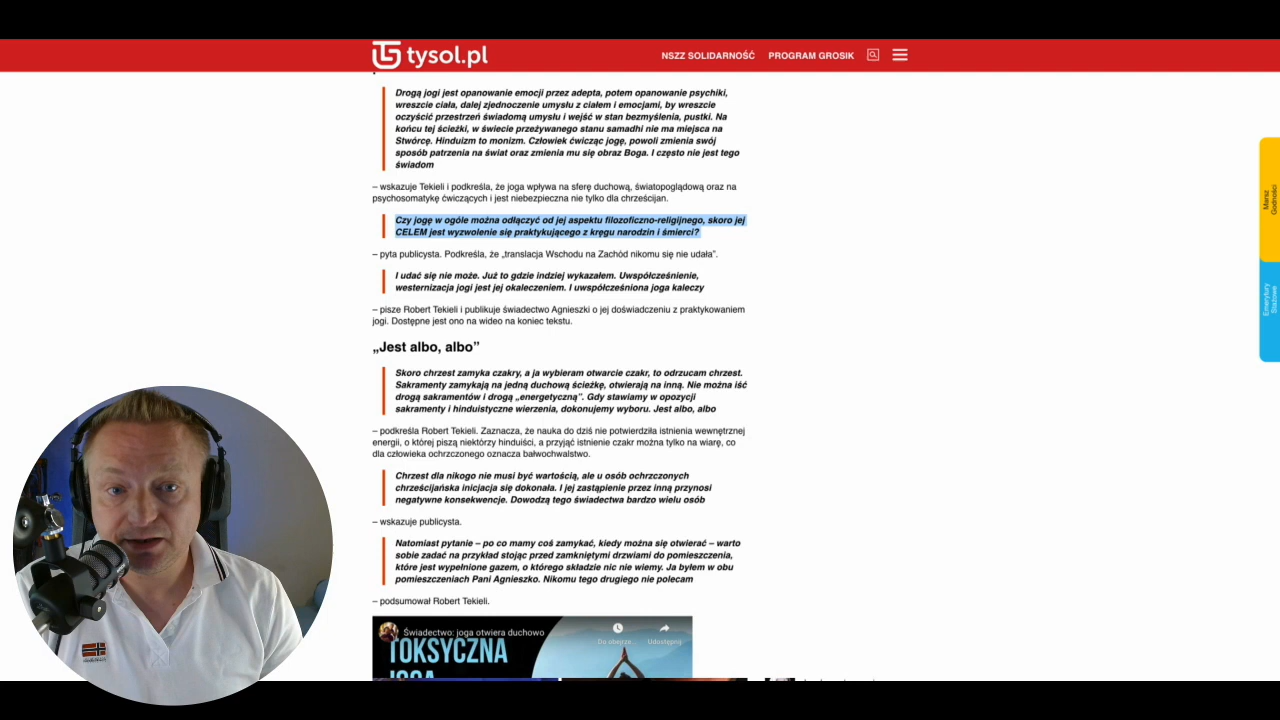 tysol.pl
NSZZ SOLIDARNOŚĆ PROGRAM GROSIK
Drogą jogi jest opanowanie emocji przez adepta, potem opanowanie psychiki,
wreszcie ciała, dalej zjednoczenie umysłu z ciałem i emocjami, by wreszcie
oczyścić przestrzeń świadomą umysłu i wejść w stan bezmyślenia, pustki. Na
końcu tej ścieżki, w świecie przeżywanego stanu samadhi nie ma miejsca na
Stwórcę. Hinduizm to monizm. Człowiek ćwicząc jogę, powoli zmienia swój
sposób patrzenia na świat oraz zmienia mu się obraz Boga. I często nie jest tego
świadom
– wskazuje Tekieli i podkreśla, że joga wpływa na sferę duchową, światopoglądową oraz na
psychosomatykę ćwiczących i jest niebezpieczna nie tylko dla chrześcijan.
Czy jogę w ogóle można odłączyć od jej aspektu filozoficzno-religijnego, skoro jej
CELEM jest wyzwolenie się praktykującego z kręgu narodzin i śmierci?
– pyta publicysta. Podkreśla, że „translacja Wschodu na Zachód nikomu się nie udała”.
I udać się nie może. Już to gdzie indziej wykazałem. Uwspółcześnienie,
westernizacja jogi jest jej okaleczeniem. I uwspółcześniona joga kaleczy
– pisze Robert Tekieli i publikuje świadectwo Agnieszki o jej doświadczeniu z praktykowaniem
jogi. Dostępne jest ono na wideo na koniec tekstu.
„Jest albo, albo”
Skoro chrzest zamyka czakry, a ja wybieram otwarcie czakr, to odrzucam chrzest.
Sakramenty zamykają na jedną duchową ścieżkę, otwierają na inną. Nie można iść
drogą sakramentów i drogą „energetyczną”. Gdy stawiamy w opozycji
sakramenty i hinduistyczne wierzenia, dokonujemy wyboru. Jest albo, albo
– podkreśla Robert Tekieli. Zaznacza, że nauka do dziś nie potwierdziła istnienia wewnętrznej
energii, o której piszą niektórzy hinduiści, a przyjąć istnienie czakr można tylko na wiarę, co
dla człowieka ochrzczonego oznacza bałwochwalstwo.
Chrzest dla nikogo nie musi być wartością, ale u osób ochrzczonych
chrześcijańska inicjacja się dokonała. I jej zastąpienie przez inną przynosi
negatywne konsekwencje. Dowodzą tego świadectwa bardzo wielu osób
– wskazuje publicysta.
Natomiast pytanie – po co mamy coś zamykać, kiedy można się otwierać – warto
sobie zadać na przykład stojąc przed zamkniętymi drzwiami do pomieszczenia,
które jest wypełnione gazem, o którego składzie nic nie wiemy. Ja byłem w obu
pomieszczeniach Pani Agnieszko. Nikomu tego drugiego nie polecam
– podsumował Robert Tekieli.
Świadectwo: joga otwiera duchowo
Do obejrze... Udostępnij
TOKSYCZNA
JOGA
Marsz
Godności
Emerytury
Stażowe